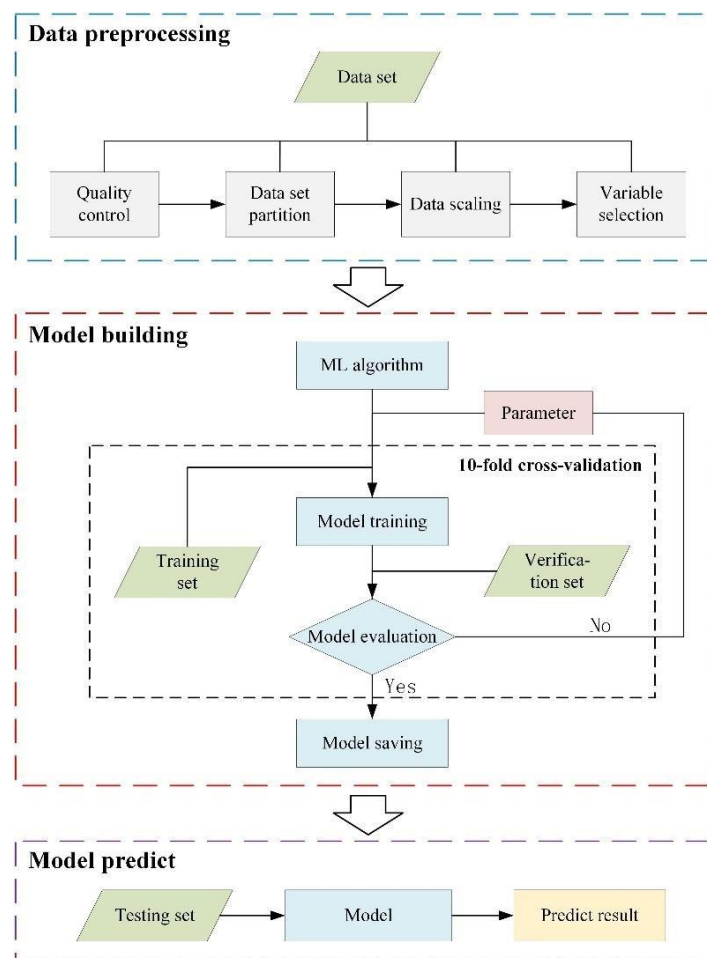 Data preprocessing
Data set
Quality
control
Data set
partition
Data scaling
Variable
selection
Model building
ML algorithm
Parameter
10-fold cross-validation
Model training
Training
set
Verifica-
tion set
Model evaluation
No
Yes
Model saving
Model predict
Testing set
Model
Predict result